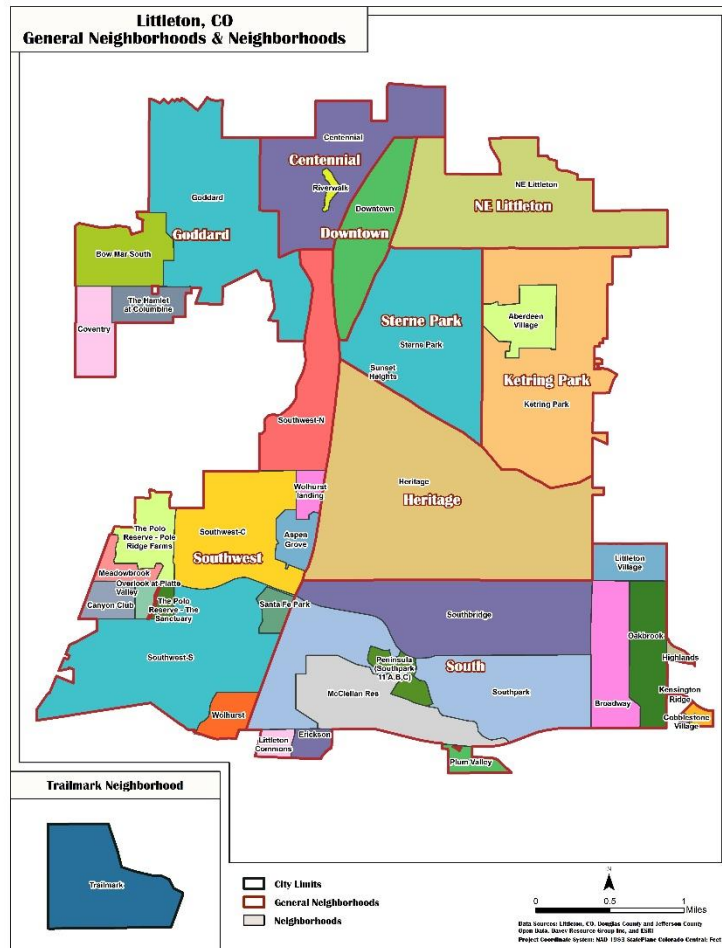 Littleton, CO
General Neighborhoods & Neighborhoods
Centennial
Centennial
Riverwalk
Goddard
Goddard
Downtown
Downtown
NE Littleton
NE Littleton
Bow Mar South
The Hamlet
at Columbine
Coventry
Sterne Park
Sterne Park
Sunset
Heights
Aberdeen
Village
Ketring Park
Ketring Park
Southwest-N
Heritage
Heritage
Wolhurst
landing
Southwest-C
Southwest
Aspen
Grove
The Polo
Reserve - Pole
Ridge Farms
Meadowbrook
Overlook at Platte
Valley
Canyon Club
The Polo
Reserve - The
Sanctuary
Santa Fe Park
Littleton
Village
Southbridge
South
Oakbrook
Peninsula
(Southpark
11 A,B,C)
McClellan Res
Southpark
Southwest-S
Highlands
Kensington
Ridge
Broadway
Cobblestone
Village
Wolhurst
Littleton
Commons
Erickson
Plum Valley
Trailmark Neighborhood
Trailmark
City Limits
General Neighborhoods
Neighborhoods
N
0 0.5 1
Miles
Data Sources: Littleton, CO, Douglas County and Jefferson County
Open Data, Davey Resource Group Inc, and ESRI
Project Coordinate System: NAD 1983 StatePlane Colorado Central; Feet